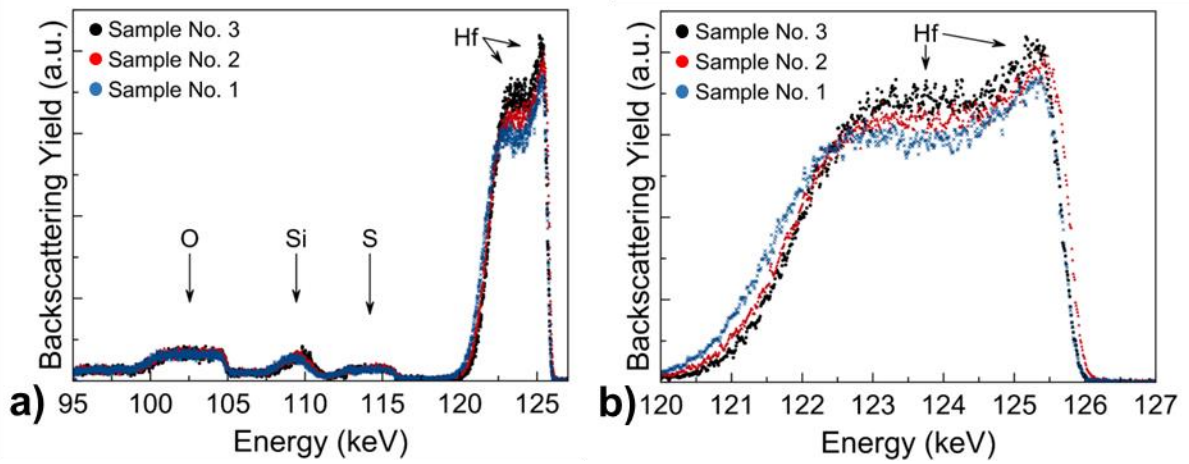 Backscattering Yield (a.u.)
Sample No. 3
Sample No. 2
Sample No. 1
Hf
O
Si
S
95
100
105
110
115
120
125
Energy (keV)
a)
Backscattering Yield (a.u.)
Sample No. 3
Sample No. 2
Sample No. 1
Hf
120
121
122
123
124
125
126
127
Energy (keV)
b)